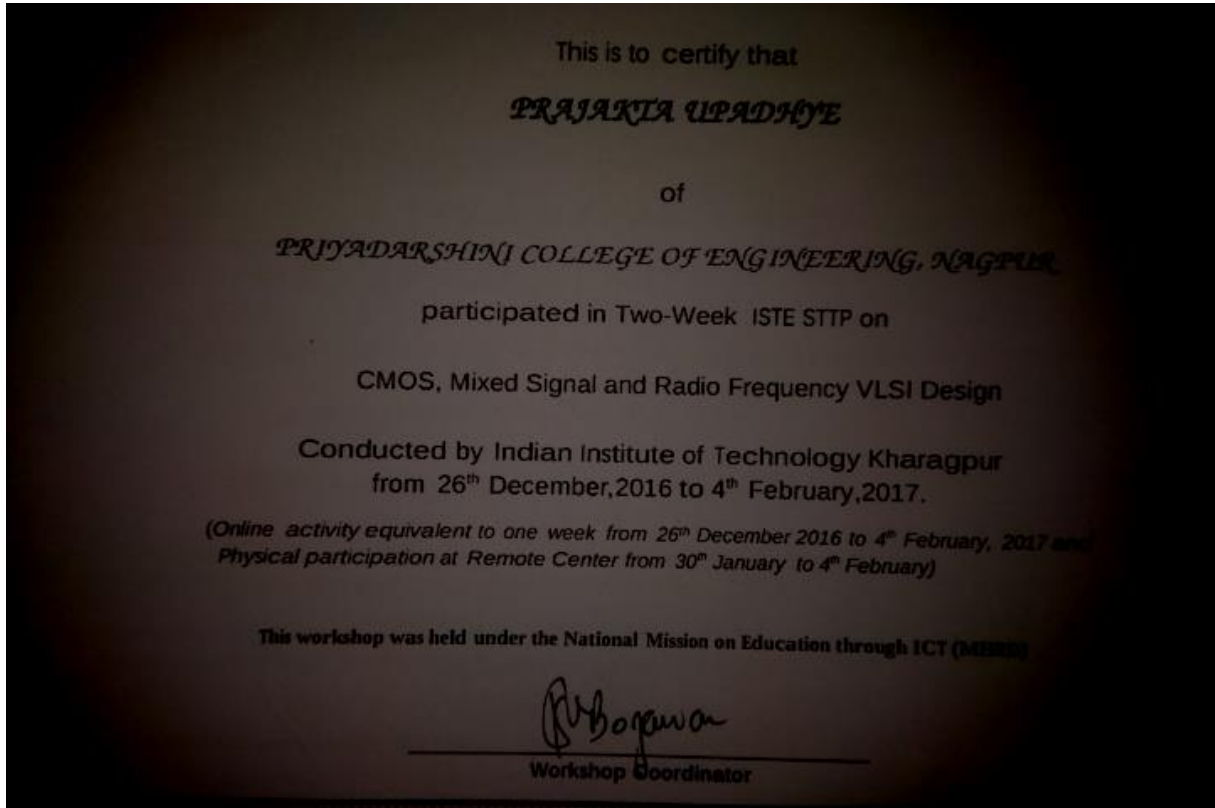 This is to certify that
PRAJAKTA UPADHYE
of
PRIYADARSHINI COLLEGE OF ENGINEERING, NAGPUR
participated in Two-Week ISTE STTP on
CMOS, Mixed Signal and Radio Frequency VLSI Design
Conducted by Indian Institute of Technology Kharagpur
from 26th December,2016 to 4th February,2017.
(Online activity equivalent to one week from 26th December 2016 to 4th February, 2017 and
Physical participation at Remote Center from 30th January to 4th February)
This workshop was held under the National Mission on Education through ICT (MHRD)
Workshop Coordinator